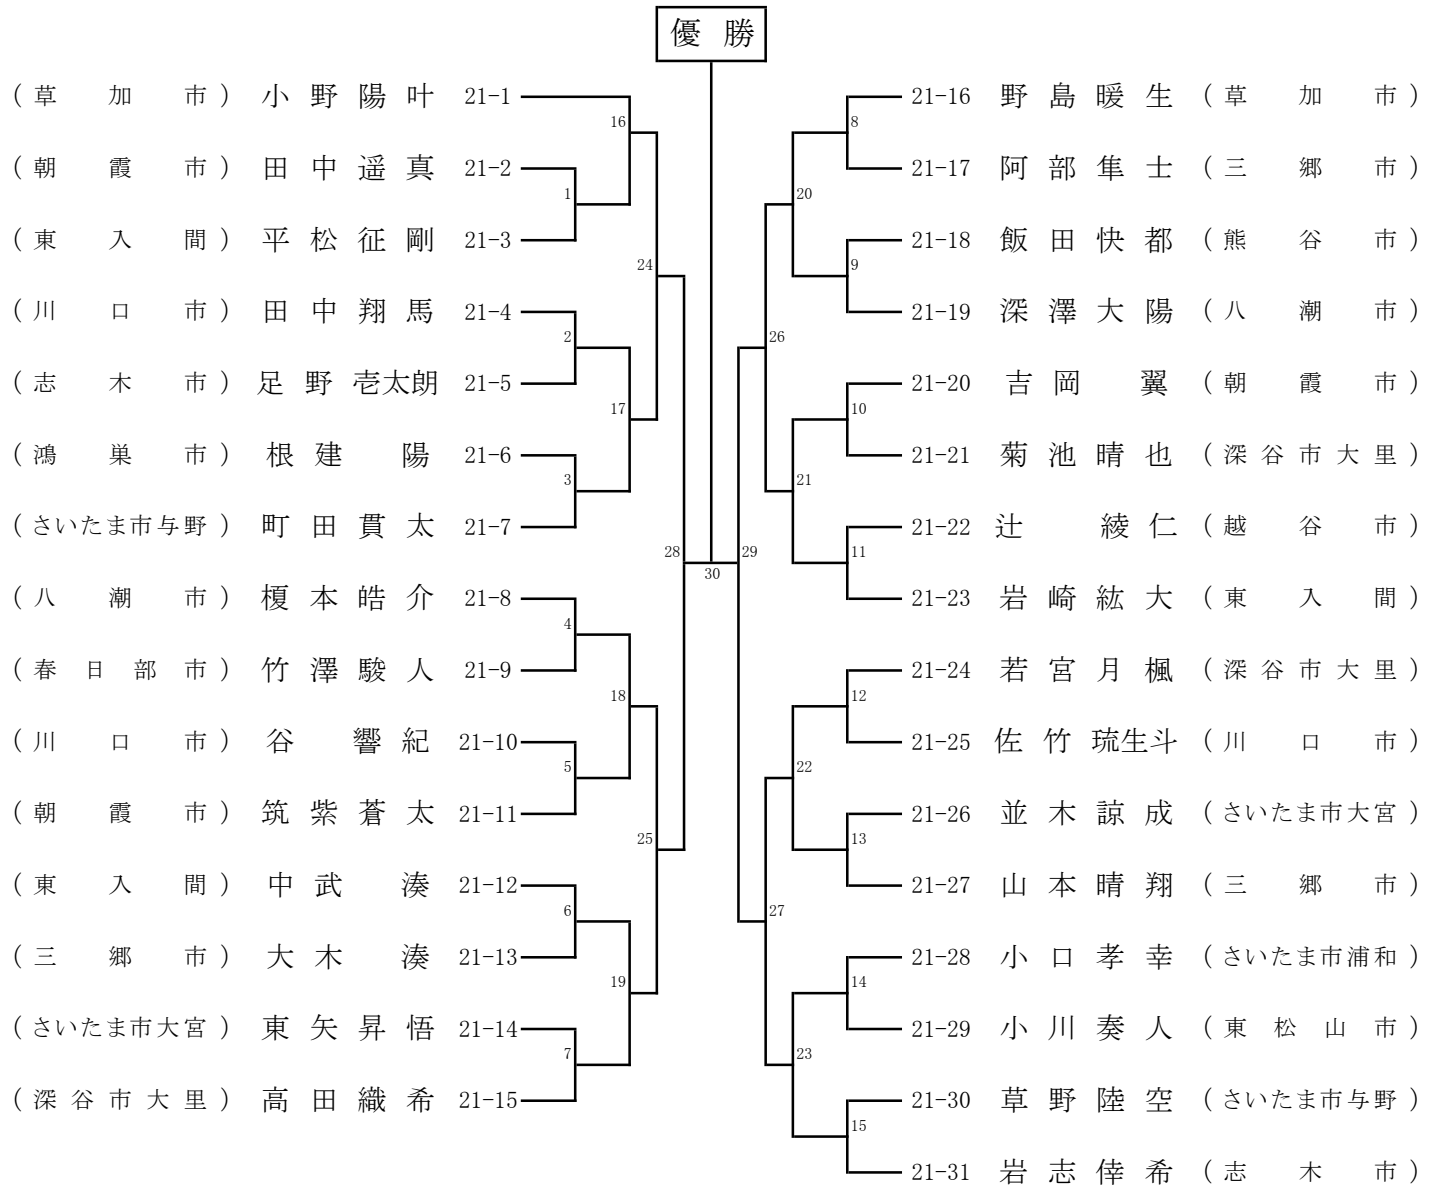 優勝
（草加市）小野陽叶 21-1
（朝霞市）田中遥真 21-2
（東入間）平松征剛 21-3
（川口市）田中翔馬 21-4
（志木市）足野壱太朗 21-5
（鴻巣市）根建陽 21-6
（さいたま市与野）町田貫太 21-7
（八潮市）榎本皓介 21-8
（春日部市）竹澤駿人 21-9
（川口市）谷響紀 21-10
（朝霞市）筑紫蒼太 21-11
（東入間）中武湊 21-12
（三郷市）大木湊 21-13
（さいたま市大宮）東矢昇悟 21-14
（深谷市大里）高田織希 21-15
16
1
24
2
17
3
28
4
18
5
25
6
19
7
30
21-16 野島暖生（草加市）
21-17 阿部隼士（三郷市）
21-18 飯田快都（熊谷市）
21-19 深澤大陽（八潮市）
21-20 吉岡翼（朝霞市）
21-21 菊池晴也（深谷市大里）
21-22 辻綾仁（越谷市）
21-23 岩崎紘大（東入間）
21-24 若宮月楓（深谷市大里）
21-25 佐竹琉生斗（川口市）
21-26 並木諒成（さいたま市大宮）
21-27 山本晴翔（三郷市）
21-28 小口孝幸（さいたま市浦和）
21-29 小川奏人（東松山市）
21-30 草野陸空（さいたま市与野）
21-31 岩志倖希（志木市）
8
20
9
26
10
21
11
29
12
22
13
27
14
23
15